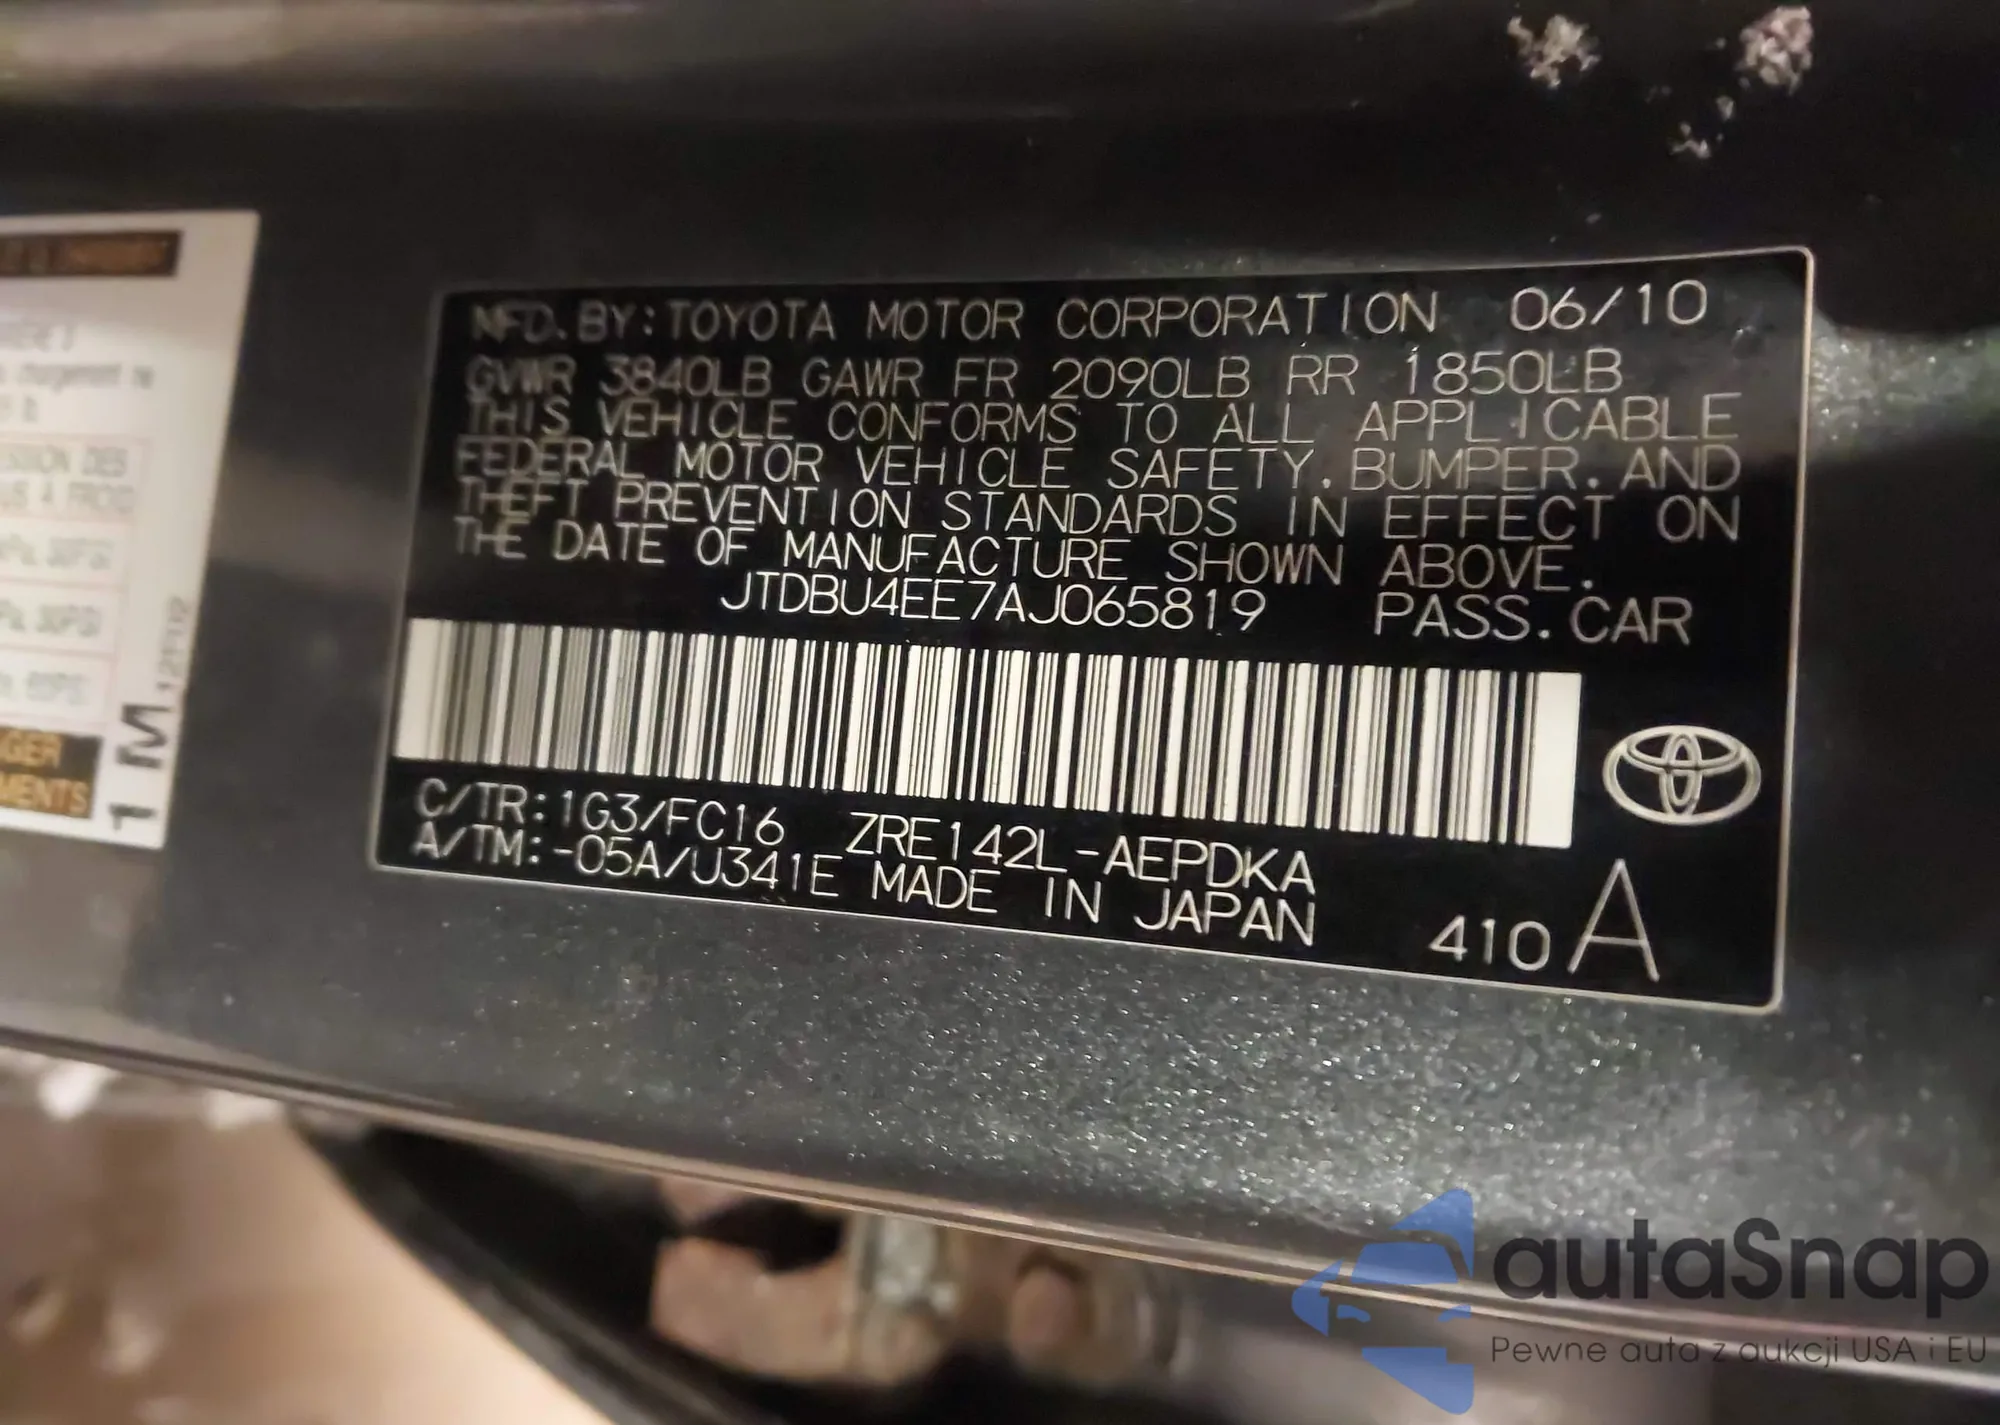 MFD. BY: TOYOTA MOTOR CORPORATION 06/10
GVWR 3840LB GAWR FR 2090LB RR 1850LB
THIS VEHICLE CONFORMS TO ALL APPLICABLE
FEDERAL MOTOR VEHICLE SAFETY, BUMPER, AND
THEFT PREVENTION STANDARDS IN EFFECT ON
THE DATE OF MANUFACTURE SHOWN ABOVE.
JTDBU4EE7AJ065819 PASS. CAR
C/TR: 1G3/FC16 ZRE142L-AEPDKA
A/TM: -05A/U341E MADE IN JAPAN
410 A
1 M
autaSnap
Pewne auta z aukcji USA i EU